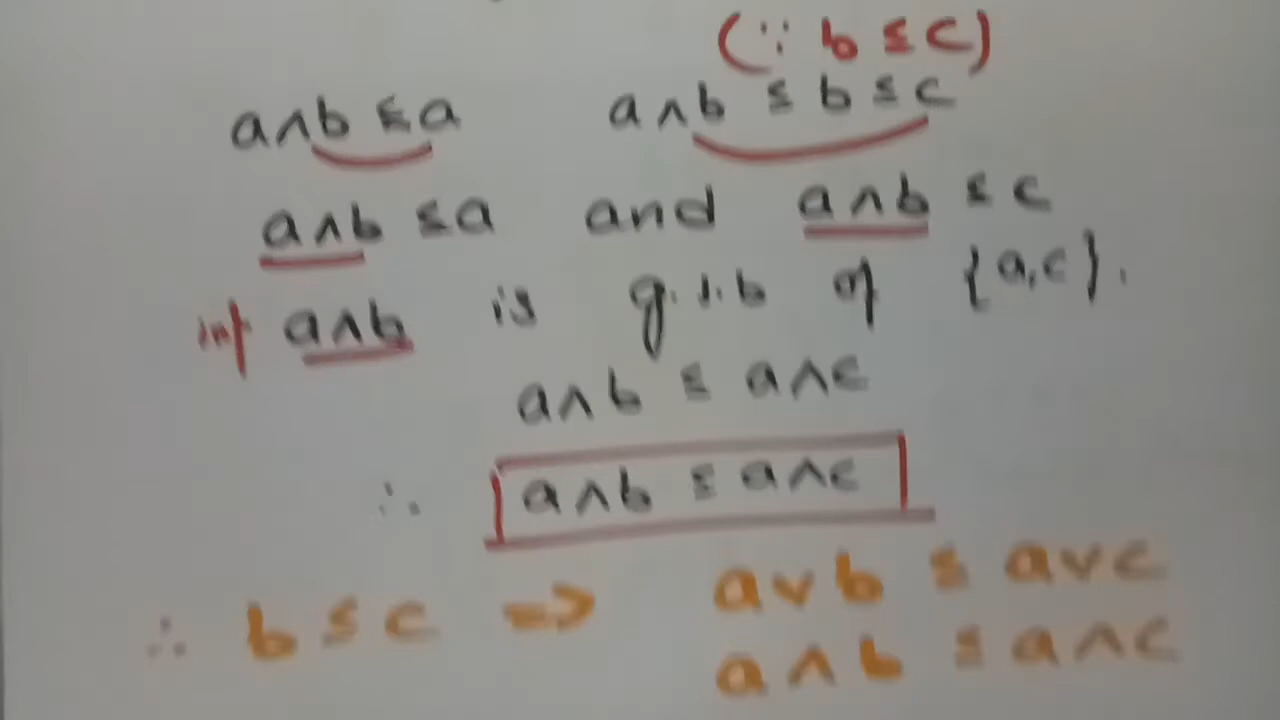 (∵ b ≤ c)
a∧b ≤ a a∧b ≤ b ≤ c
a∧b ≤ a and a∧b ≤ c
inf a∧b is g.l.b of {a,c}.
a∧b ≤ a∧c
∴ a∧b ≤ a∧c
∴ b ≤ c => a∨b ≤ a∨c
a∧b ≤ a∧c